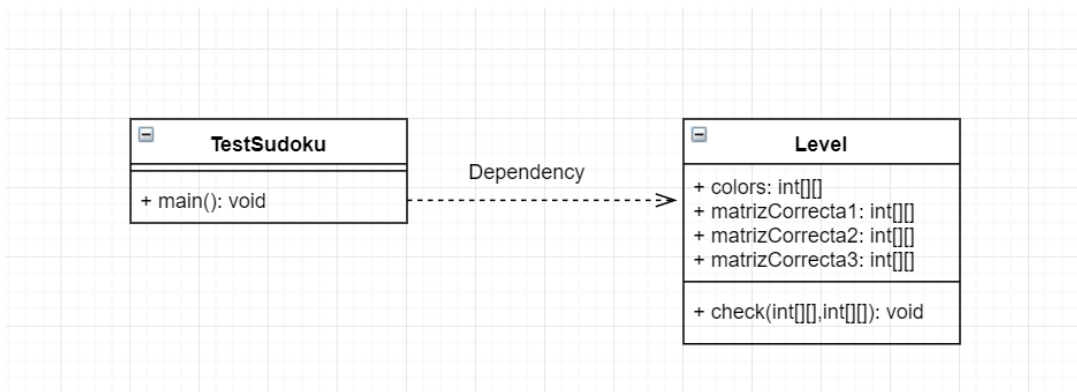 TestSudoku
+ main(): void
Dependency
Level
+ colors: int[][]
+ matrizCorrecta1: int[][]
+ matrizCorrecta2: int[][]
+ matrizCorrecta3: int[][]
+ check(int[][],int[][]): void